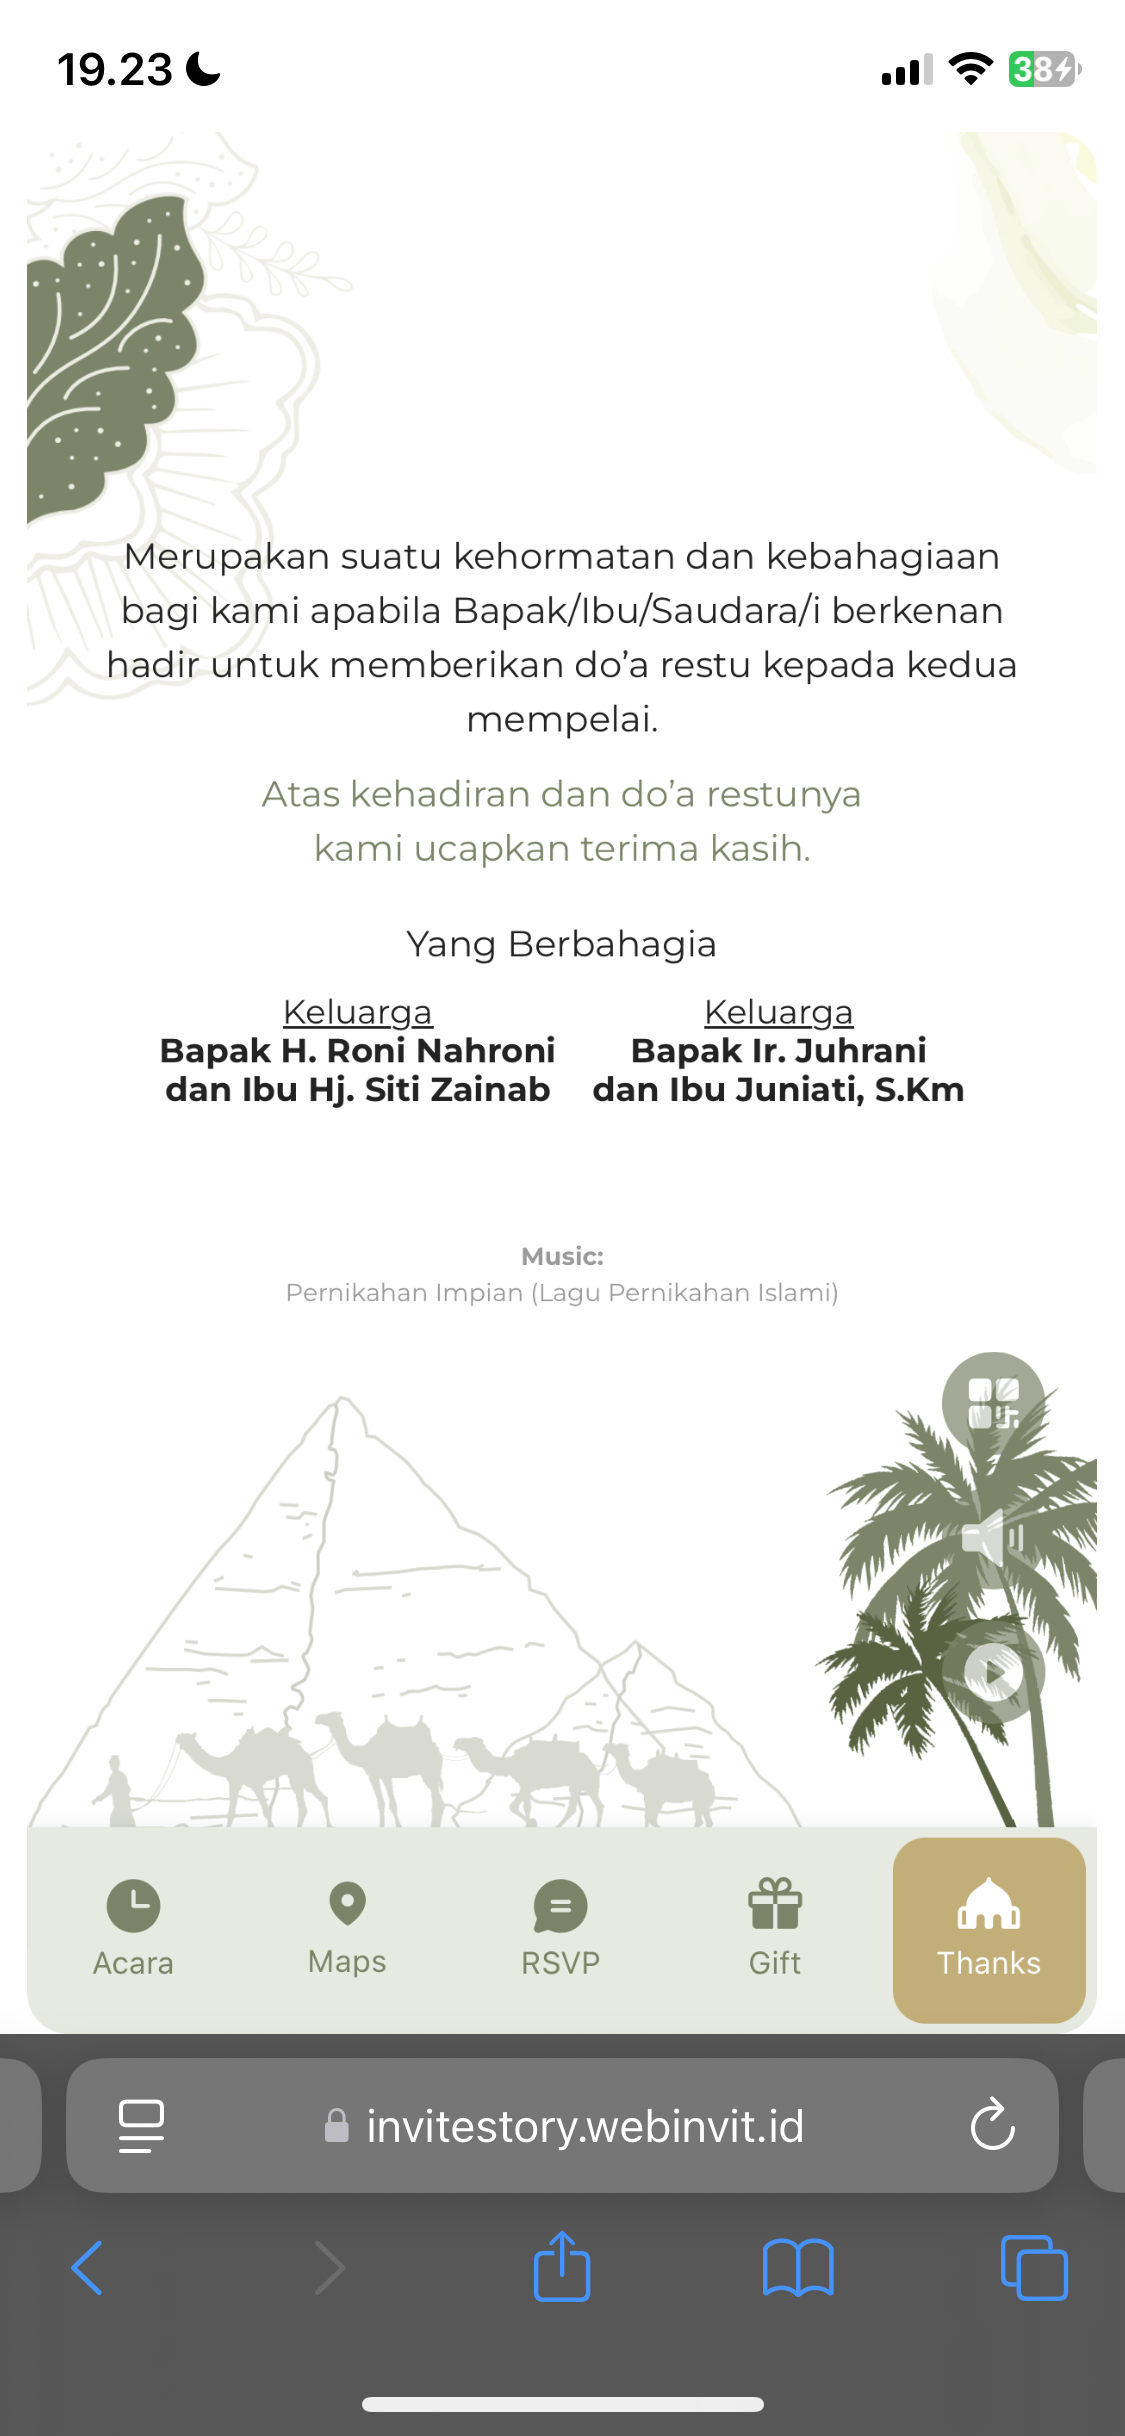 19.23
38
Merupakan suatu kehormatan dan kebahagiaan
bagi kami apabila Bapak/Ibu/Saudara/i berkenan
hadir untuk memberikan do’a restu kepada kedua
mempelai.
Atas kehadiran dan do’a restunya
kami ucapkan terima kasih.
Yang Berbahagia
Keluarga
Bapak H. Roni Nahroni
dan Ibu Hj. Siti Zainab
Keluarga
Bapak Ir. Juhrani
dan Ibu Juniati, S.Km
Music:
Pernikahan Impian (Lagu Pernikahan Islami)
Acara
Maps
RSVP
Gift
Thanks
invitestory.webinvit.id